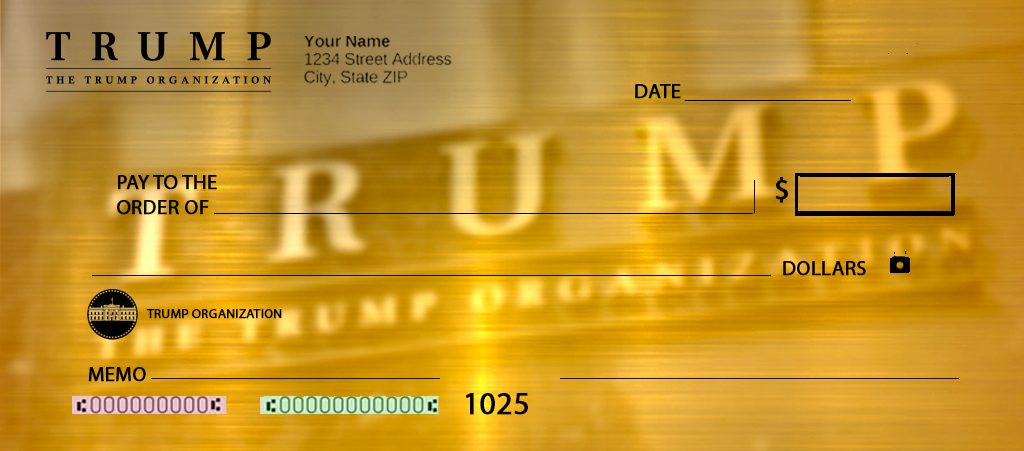 TRUMP
THE TRUMP ORGANIZATION
Your Name
1234 Street Address
City, State ZIP
DATE
TRUMP
THE TRUMP ORGANIZATION
PAY TO THE
ORDER OF
$
DOLLARS
TRUMP ORGANIZATION
MEMO
⑆000000000⑆ ⑆00000000000⑆ 1025